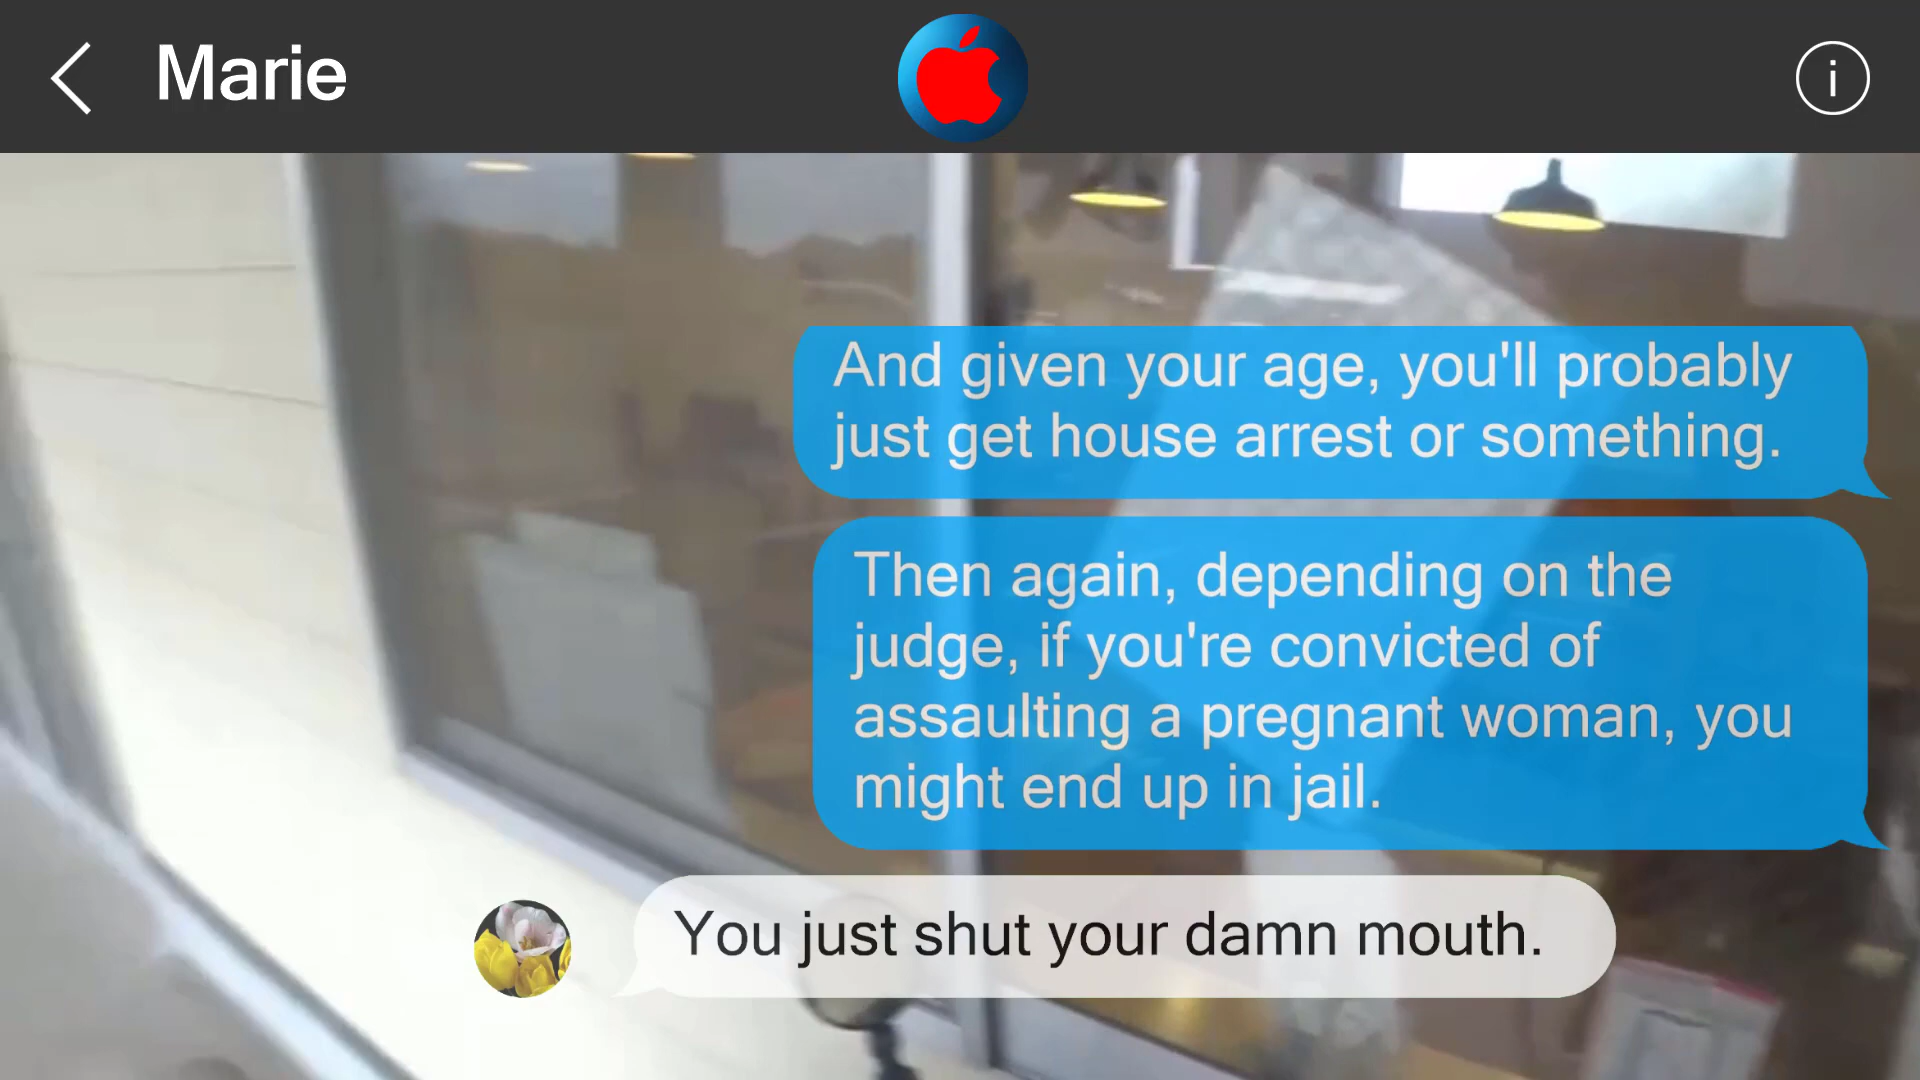 Marie
i
And given your age, you'll probably
just get house arrest or something.
Then again, depending on the
judge, if you're convicted of
assaulting a pregnant woman, you
might end up in jail.
You just shut your damn mouth.